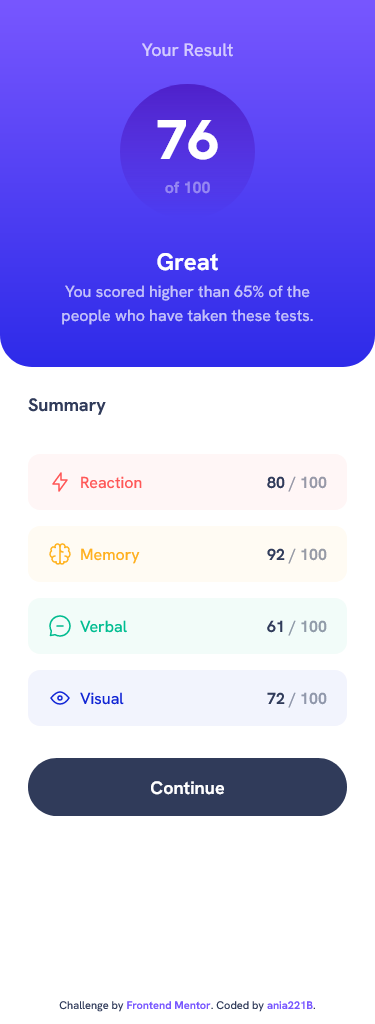 Your Result
76
of 100
Great
You scored higher than 65% of the
people who have taken these tests.
Summary
Reaction 80 / 100
Memory 92 / 100
Verbal 61 / 100
Visual 72 / 100
Continue
Challenge by Frontend Mentor. Coded by ania221B.